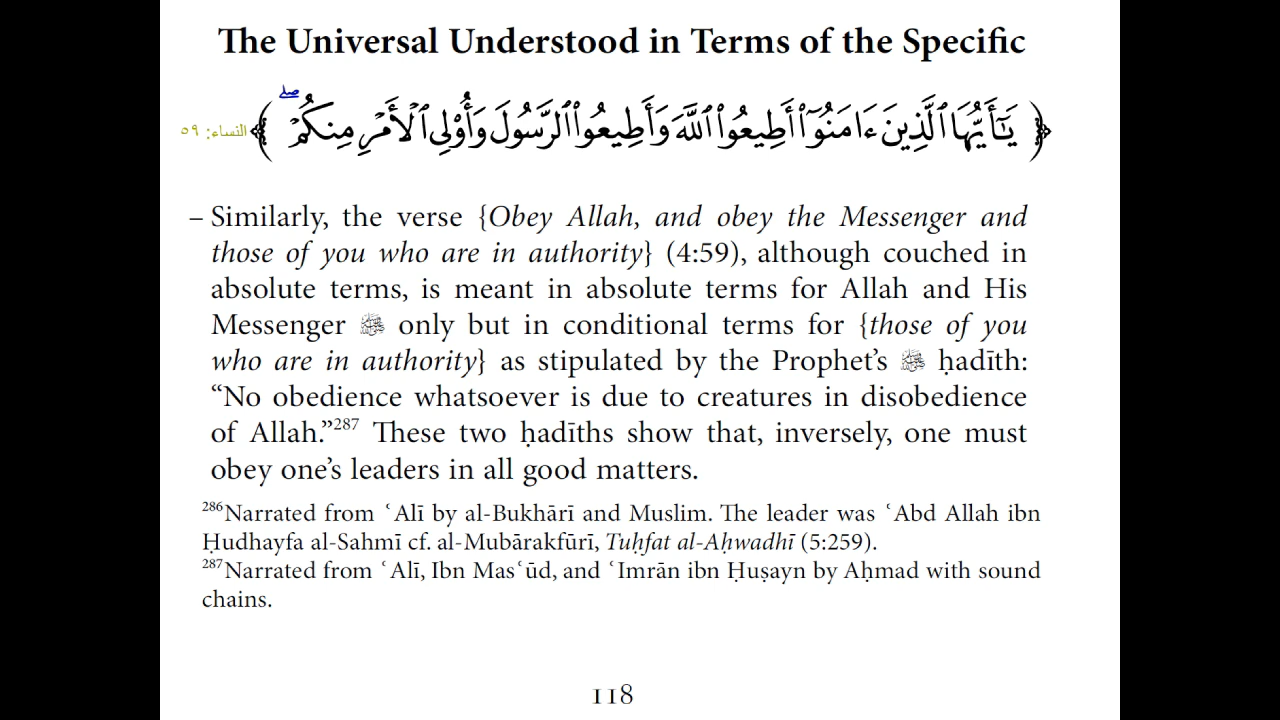 The Universal Understood in Terms of the Specific
﴿ يَٰٓأَيُّهَا ٱلَّذِينَ ءَامَنُوٓا۟ أَطِيعُوا۟ ٱللَّهَ وَأَطِيعُوا۟ ٱلرَّسُولَ وَأُو۟لِى ٱلْأَمْرِ مِنكُمْ ۖ ﴾ النساء: ٥٩
– Similarly, the verse {Obey Allah, and obey the Messenger and
those of you who are in authority} (4:59), although couched in
absolute terms, is meant in absolute terms for Allah and His
Messenger ﷺ only but in conditional terms for {those of you
who are in authority} as stipulated by the Prophet’s ﷺ ḥadīth:
“No obedience whatsoever is due to creatures in disobedience
of Allah.”²⁸⁷ These two ḥadīths show that, inversely, one must
obey one’s leaders in all good matters.
²⁸⁶Narrated from ʿAlī by al-Bukhārī and Muslim. The leader was ʿAbd Allah ibn
Ḥudhayfa al-Sahmī cf. al-Mubārakfūrī, Tuḥfat al-Aḥwadhī (5:259).
²⁸⁷Narrated from ʿAlī, Ibn Masʿūd, and ʿImrān ibn Ḥuṣayn by Aḥmad with sound
chains.
118